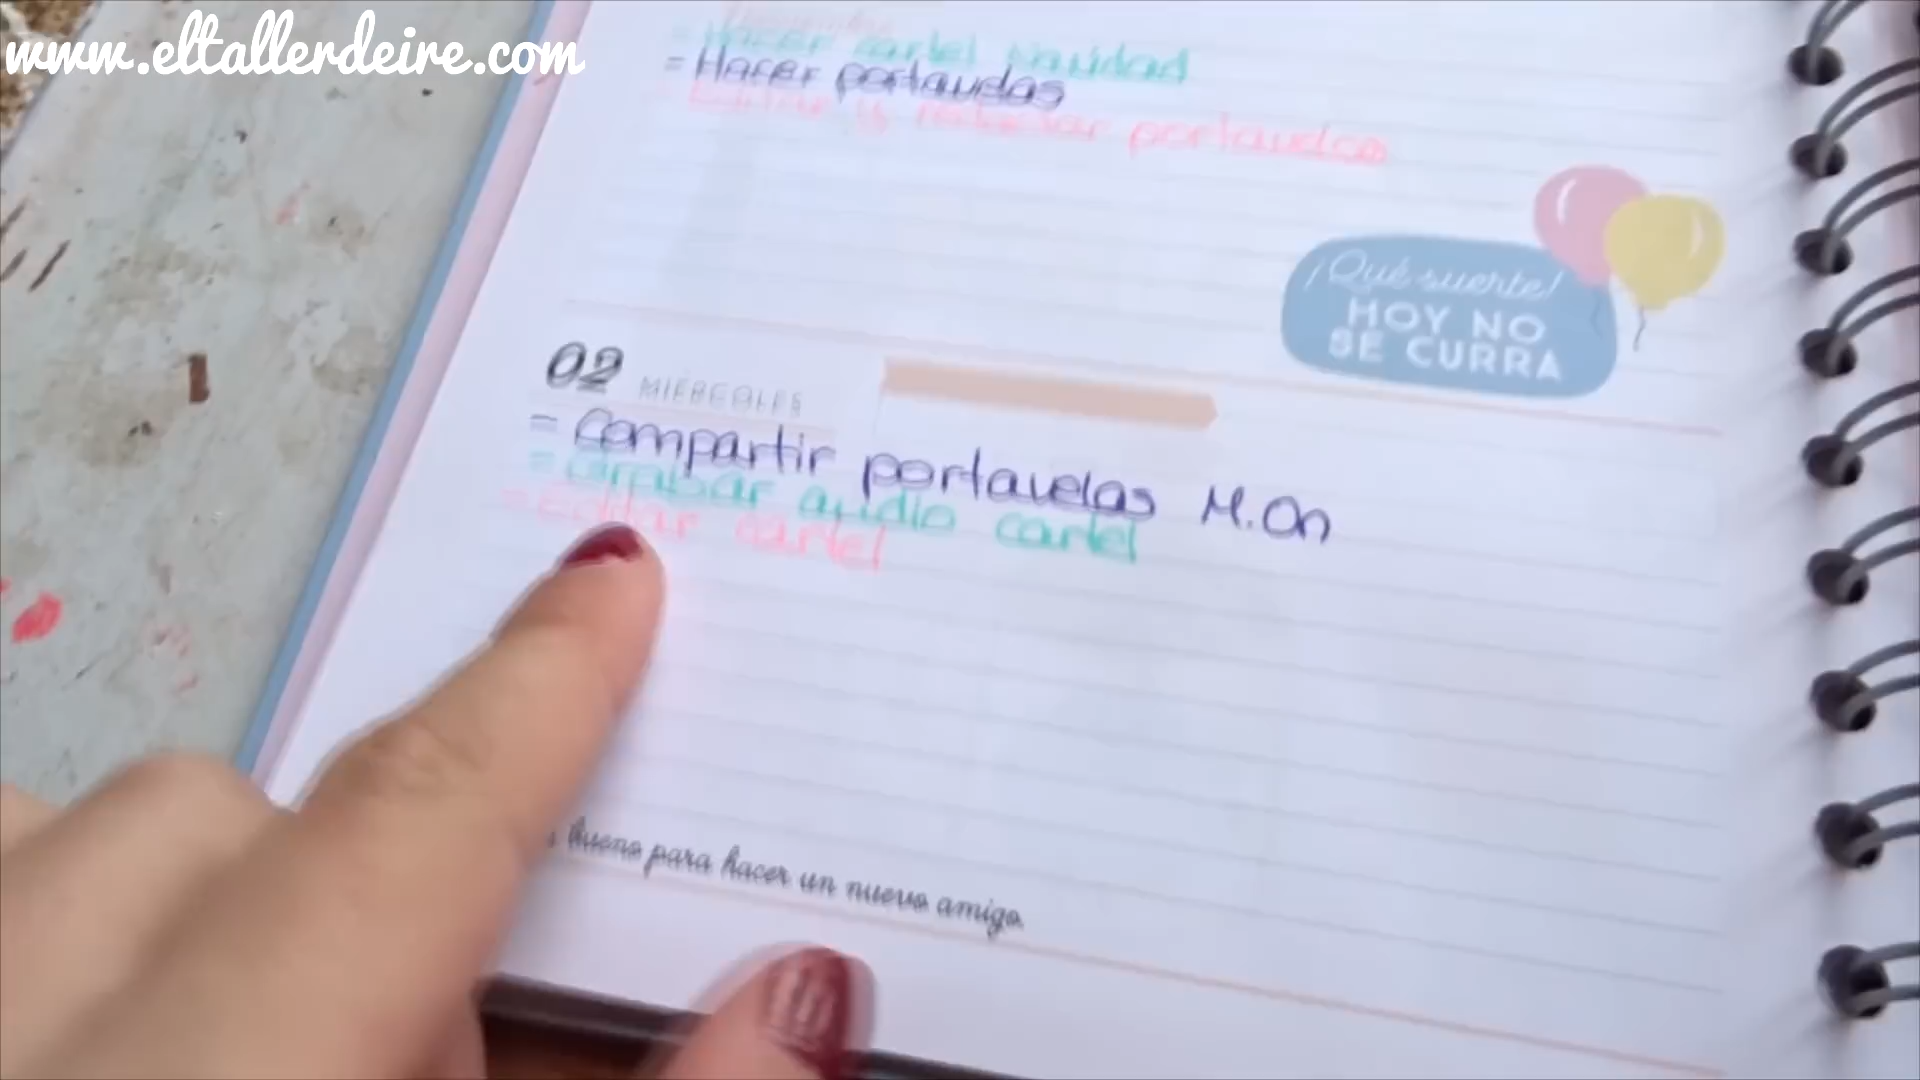 www.eltallerdeire.com
= Hacer cartel Navidad
= Hacer portavelas
portavelas
¡Qué suerte!
HOY NO
SE CURRA
02 MIÉRCOLES
= Compartir portavelas M.On
= Grabar audio cartel
= Editar cartel
bueno para hacer un nuevo amigo.